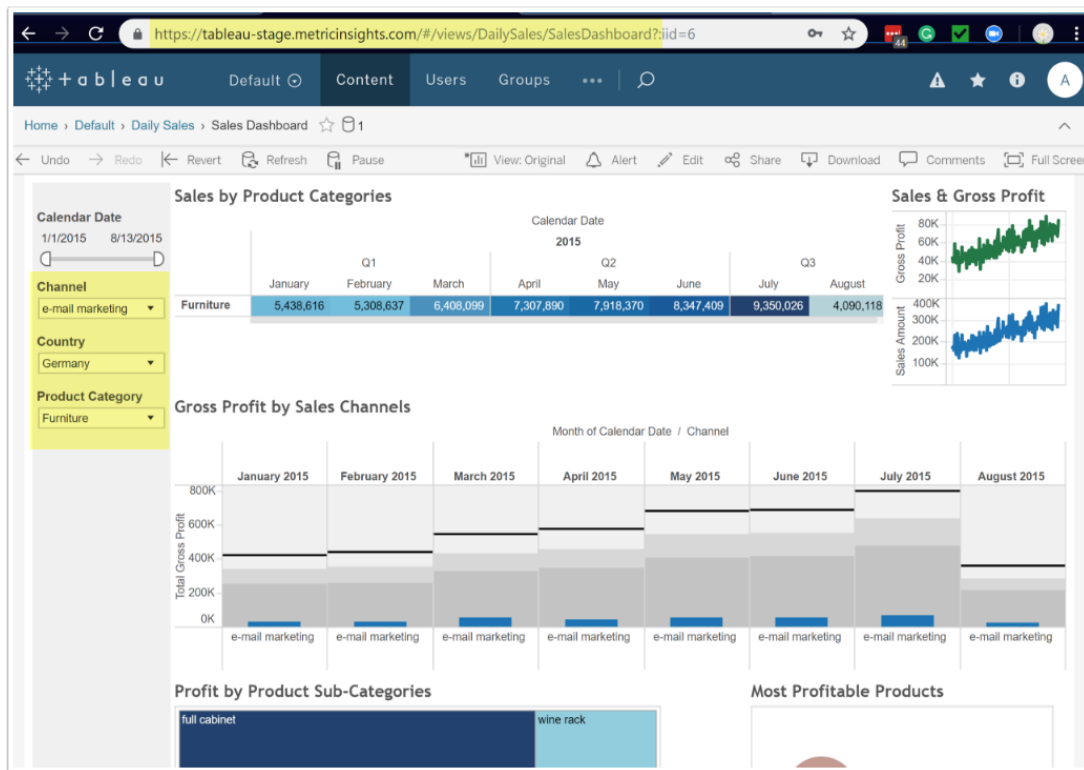 https://tableau-stage.metricinsights.com/#/views/DailySales/SalesDashboard?:iid=6
44
+ a b | e a u
Default Content Users Groups ••• A
Home › Default › Daily Sales › Sales Dashboard 1
Undo Redo Revert Refresh Pause View: Original Alert Edit Share Download Comments Full Scree
Calendar Date
1/1/2015 8/13/2015
Channel
e-mail marketing
Country
Germany
Product Category
Furniture
Sales by Product Categories
Calendar Date
2015
Q1 Q2 Q3
January February March April May June July August
Furniture 5,438,616 5,308,637 6,408,099 7,307,890 7,918,370 8,347,409 9,350,026 4,090,118
Sales & Gross Profit
Gross Profit
80K
60K
40K
20K
Sales Amount
400K
300K
200K
100K
Gross Profit by Sales Channels
Month of Calendar Date / Channel
January 2015 February 2015 March 2015 April 2015 May 2015 June 2015 July 2015 August 2015
Total Gross Profit
800K
600K
400K
200K
0K
e-mail marketing e-mail marketing e-mail marketing e-mail marketing e-mail marketing e-mail marketing e-mail marketing e-mail marketing
Profit by Product Sub-Categories
full cabinet wine rack
Most Profitable Products